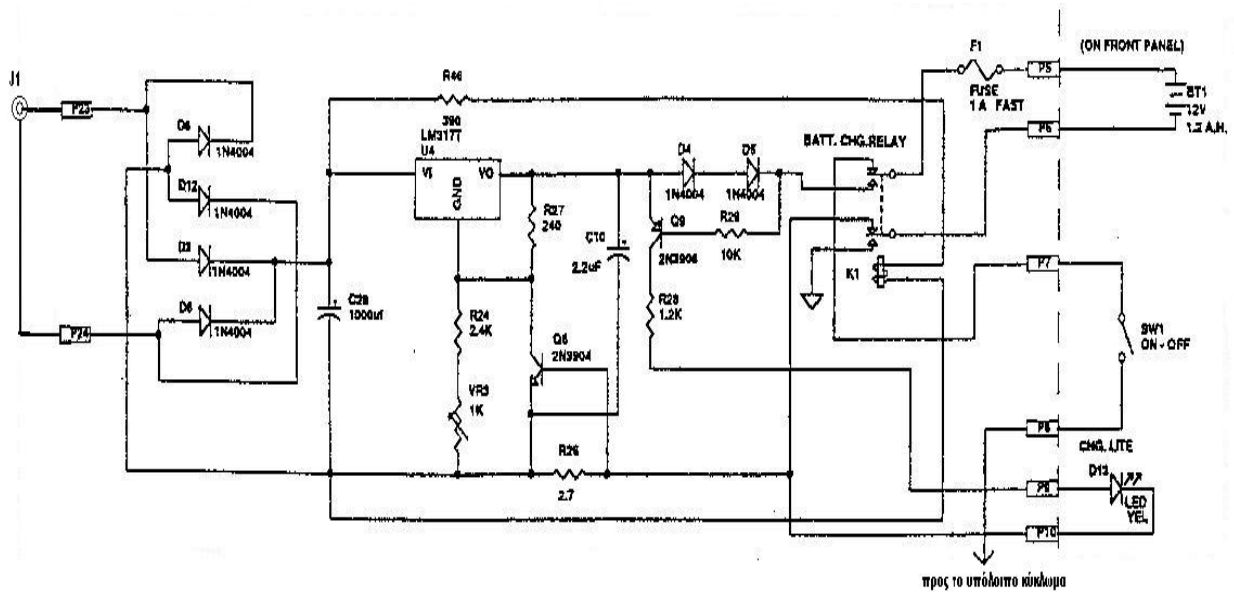 J1
P23
D6
1N4004
D12
1N4004
D3
1N4004
D5
1N4004
P24
C29
1000uf
R46
390
LM317T
U4
VI
VO
GND
R27
240
R24
2.4K
VR3
1K
Q6
2N3904
R26
2.7
C10
2.2uF
D4
1N4004
D5
1N4004
Q9
2N3906
R29
10K
R28
1.2K
BATT. CHG. RELAY
K1
F1
FUSE
1 A FAST
P5
(ON FRONT PANEL)
BT1
12V
1.2 A.H.
P6
P7
SW1
ON - OFF
P8
CHG. LITE
P9
D13
LED
YEL
P10
προς το υπόλοιπο κύκλωμα